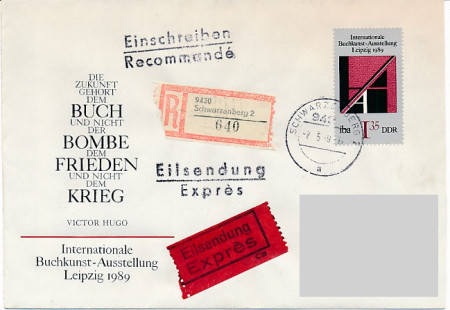 Einschreiben
Recommandé
DIE
ZUKUNFT
GEHÖRT DEM
BUCH
UND NICHT
DER
BOMBE
DEM
FRIEDEN
UND NICHT
DEM
KRIEG
VICTOR HUGO
Internationale
Buchkunst-Ausstellung
Leipzig 1989
R
9430
Schwarzenberg 2
640
Eilsendung
Exprès
Eilsendung
Exprès
Internationale
Buchkunst-Ausstellung
Leipzig 1989
iba
1.35
DDR
SCHWARZENBERG 2
a